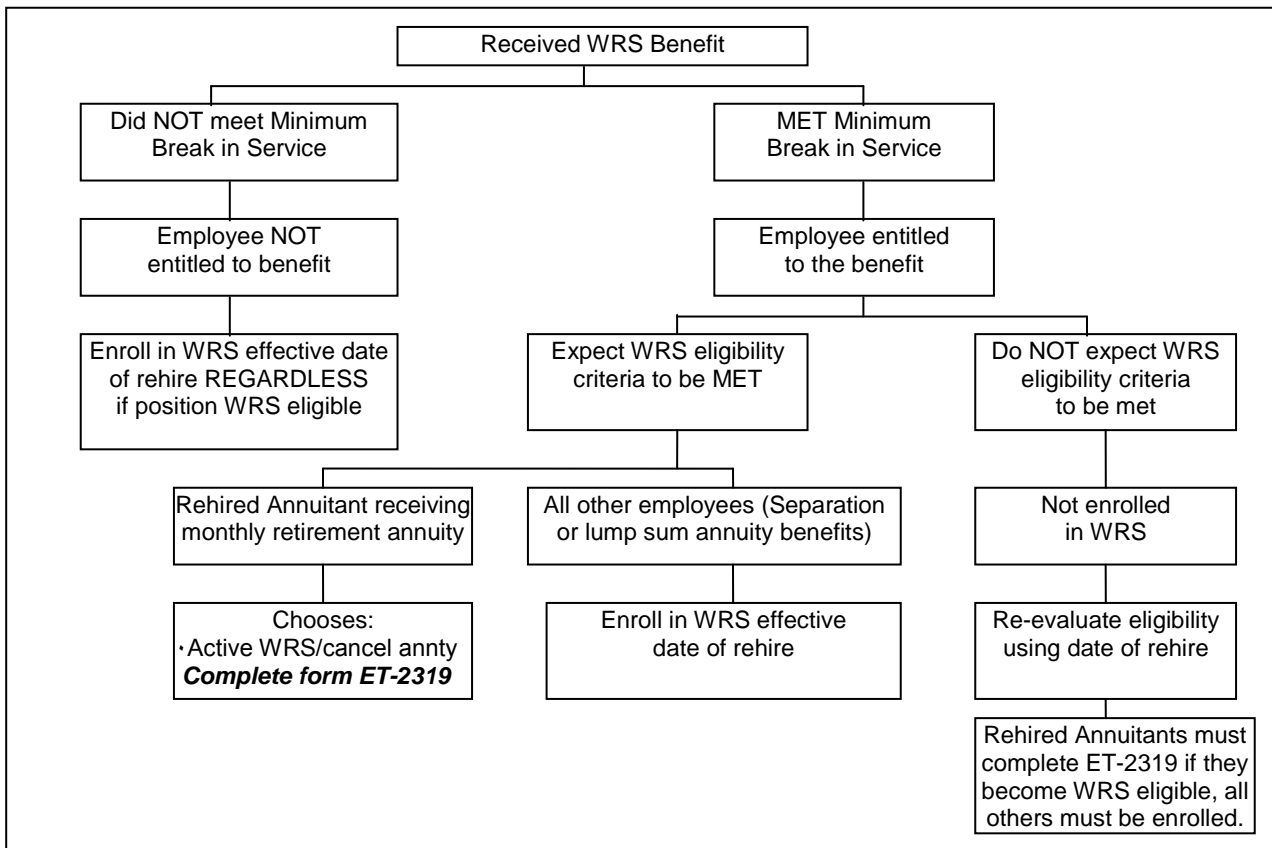 Received WRS Benefit
Did NOT meet Minimum
Break in Service
MET Minimum
Break in Service
Employee NOT
entitled to benefit
Employee entitled
to the benefit
Enroll in WRS effective date
of rehire REGARDLESS
if position WRS eligible
Expect WRS eligibility
criteria to be MET
Do NOT expect WRS
eligibility criteria
to be met
Rehired Annuitant receiving
monthly retirement annuity
All other employees (Separation
or lump sum annuity benefits)
Not enrolled
in WRS
Chooses:
· Active WRS/cancel annty
Complete form ET-2319
Enroll in WRS effective
date of rehire
Re-evaluate eligibility
using date of rehire
Rehired Annuitants must
complete ET-2319 if they
become WRS eligible, all
others must be enrolled.